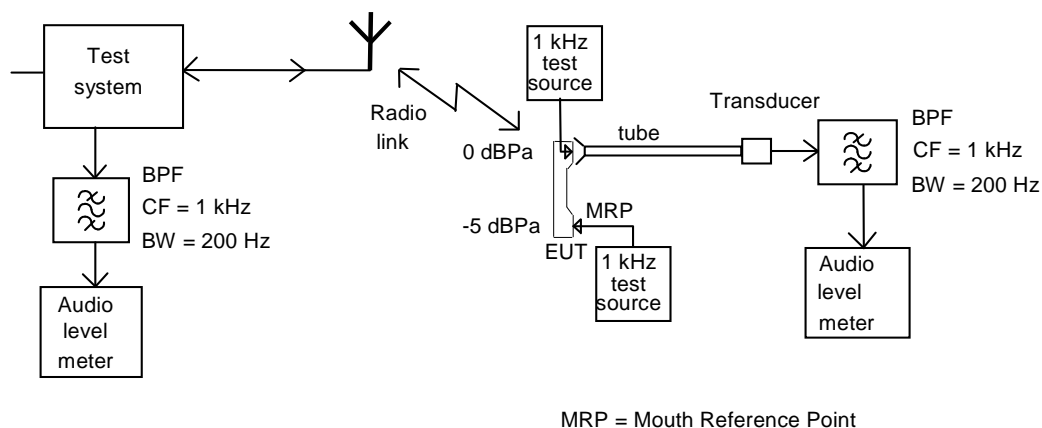 Test
system
BPF
CF = 1 kHz
BW = 200 Hz
Audio
level
meter
Radio
link
1 kHz
test
source
0 dBPa
-5 dBPa
MRP
EUT
1 kHz
test
source
tube
Transducer
BPF
CF = 1 kHz
BW = 200 Hz
Audio
level
meter
MRP = Mouth Reference Point